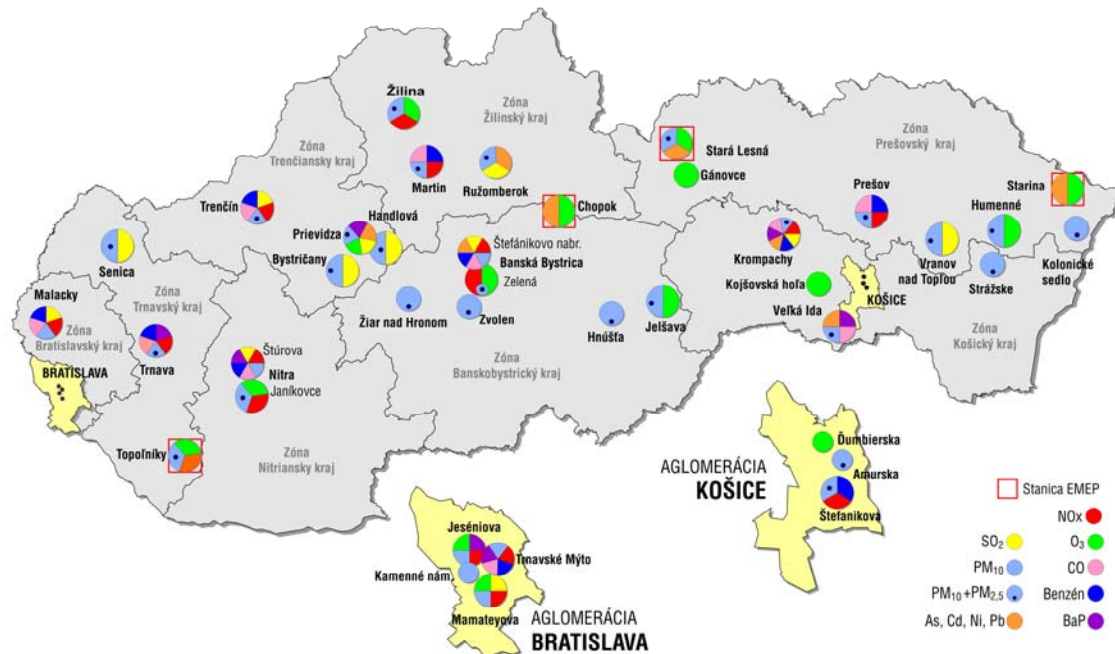 Žilina
Zóna
Žilinský kraj
Zóna
Prešovský kraj
Zóna
Trenčiansky kraj
Martin
Ružomberok
Stará Lesná
Gánovce
Starina
Trenčín
Handlová
Prievidza
Bystričany
Chopok
Prešov
Humenné
Senica
Štefánikovo nabr.
Banská Bystrica
Zelená
Krompachy
Vranov
nad Topľou
Kolonické
sedlo
Strážske
Malacky
Zóna
Trnavský kraj
Zóna
Bratislavský kraj
Žiar nad Hronom
Zvolen
Hnúšťa
Jelšava
Kojšovská hoľa
KOŠICE
Veľká Ida
Zóna
Košický kraj
BRATISLAVA
Trnava
Štúrova
Nitra
Janíkovce
Zóna
Banskobystrický kraj
Topoľníky
Zóna
Nitriansky kraj
AGLOMERÁCIA
KOŠICE
Ďumbierska
Amurska
Štefanikova
Jeséniova
Trnavské Mýto
Kamenné nám.
Mamateyova
AGLOMERÁCIA
BRATISLAVA
Stanica EMEP
NOx
SO2
O3
PM10
CO
PM10+PM2,5
Benzén
As, Cd, Ni, Pb
BaP